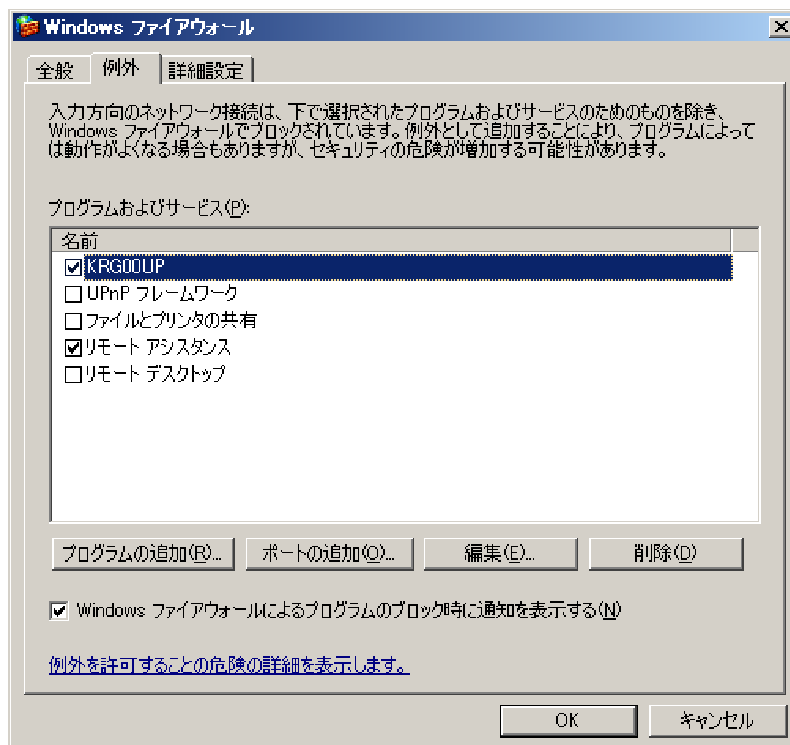 Windows ファイアウォール
全般 例外 詳細設定
入力方向のネットワーク接続は、下で選択されたプログラムおよびサービスのためのものを除き、
Windows ファイアウォールでブロックされています。例外として追加することにより、プログラムによって
は動作がよくなる場合もありますが、セキュリティの危険が増加する可能性があります。
プログラムおよびサービス(P):
名前
KRG00UP
UPnP フレームワーク
ファイルとプリンタの共有
リモート アシスタンス
リモート デスクトップ
プログラムの追加(R)... ポートの追加(O)... 編集(E)... 削除(D)
Windows ファイアウォールによるプログラムのブロック時に通知を表示する(N)
例外を許可することの危険の詳細を表示します。
OK キャンセル